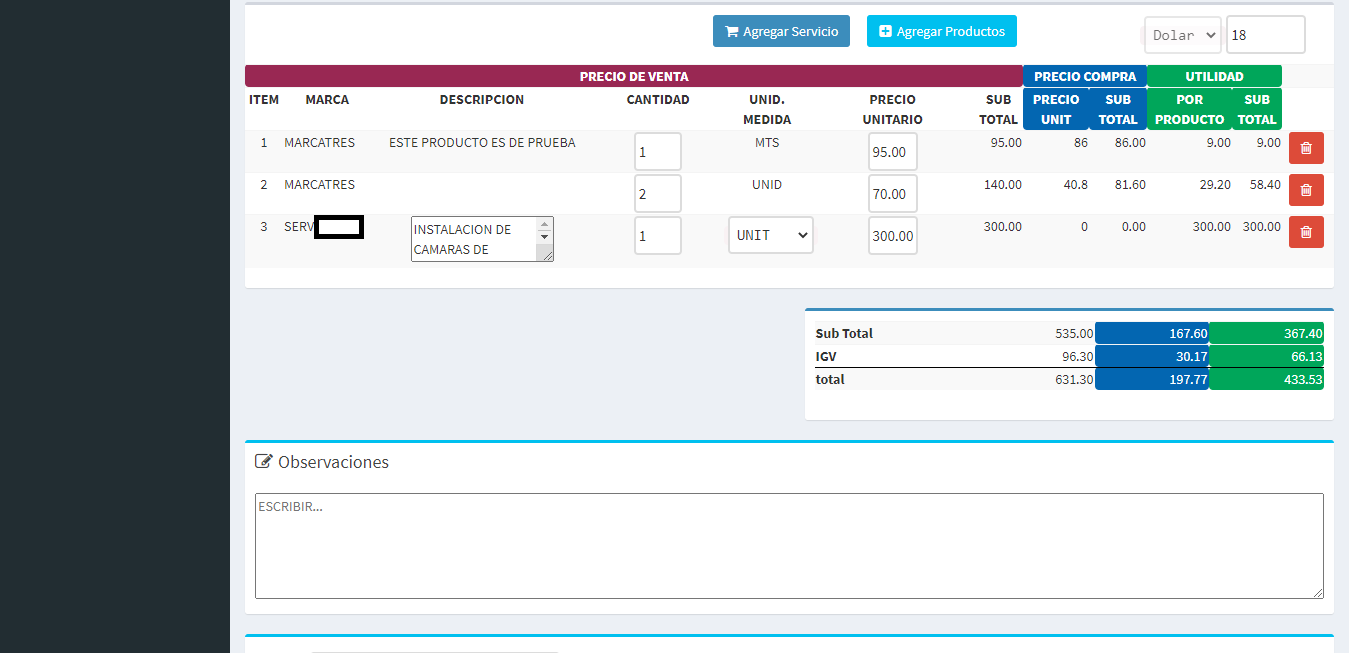 Agregar Servicio Agregar Productos Dolar 18
PRECIO DE VENTA PRECIO COMPRA UTILIDAD
ITEM MARCA DESCRIPCION CANTIDAD UNID. MEDIDA PRECIO UNITARIO SUB TOTAL PRECIO UNIT SUB TOTAL POR PRODUCTO SUB TOTAL
1 MARCATRES ESTE PRODUCTO ES DE PRUEBA 1 MTS 95.00 95.00 86 86.00 9.00 9.00
2 MARCATRES 2 UNID 70.00 140.00 40.8 81.60 29.20 58.40
3 SERV INSTALACION DE CAMARAS DE 1 UNIT 300.00 300.00 0 0.00 300.00 300.00
Sub Total 535.00 167.60 367.40
IGV 96.30 30.17 66.13
total 631.30 197.77 433.53
Observaciones
ESCRIBIR...